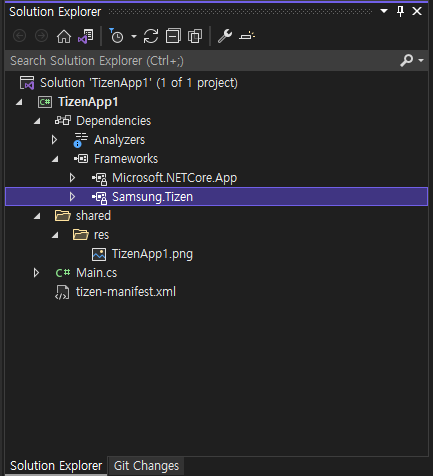 Solution Explorer
Search Solution Explorer (Ctrl+;)
Solution 'TizenApp1' (1 of 1 project)
C# TizenApp1
Dependencies
Analyzers
Frameworks
Microsoft.NETCore.App
Samsung.Tizen
shared
res
TizenApp1.png
C# Main.cs
tizen-manifest.xml
Solution Explorer Git Changes